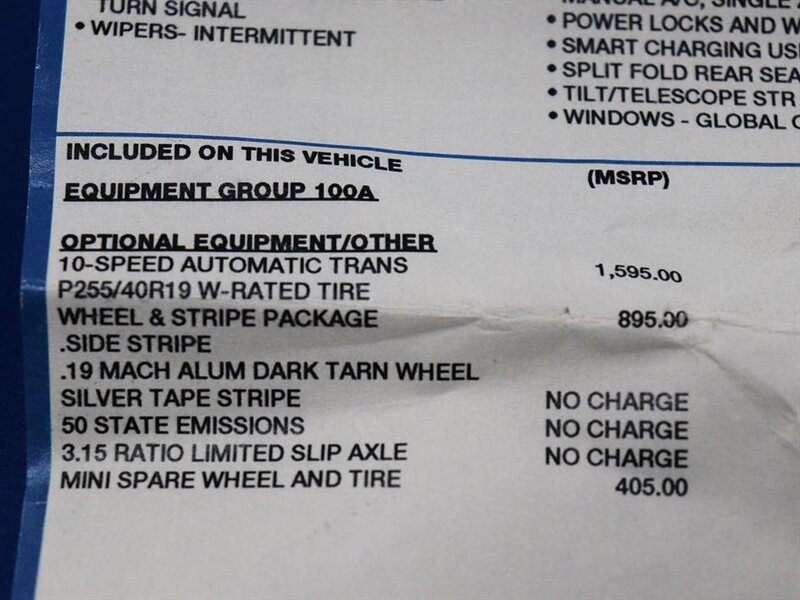 TURN SIGNAL
• WIPERS- INTERMITTENT
MANUAL A/C, SINGLE
• POWER LOCKS AND
• SMART CHARGING
• SPLIT FOLD REAR
• TILT/TELESCOPE STR
• WINDOWS - GLOBAL
INCLUDED ON THIS VEHICLE (MSRP)
EQUIPMENT GROUP 100A
OPTIONAL EQUIPMENT/OTHER
10-SPEED AUTOMATIC TRANS 1,595.00
P255/40R19 W-RATED TIRE
WHEEL & STRIPE PACKAGE 895.00
.SIDE STRIPE
.19 MACH ALUM DARK TARN WHEEL
SILVER TAPE STRIPE NO CHARGE
50 STATE EMISSIONS NO CHARGE
3.15 RATIO LIMITED SLIP AXLE NO CHARGE
MINI SPARE WHEEL AND TIRE 405.00